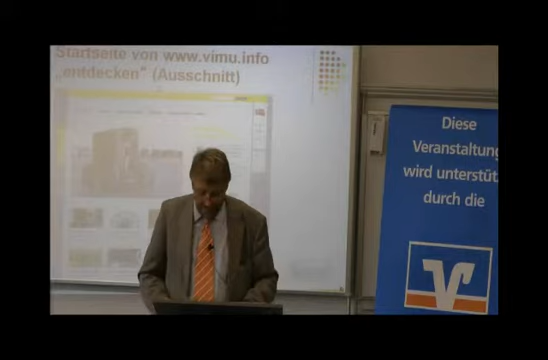 Startseite von www.vimu.info
„entdecken“ (Ausschnitt)
Diese
Veranstaltung
wird unterstüt
durch die